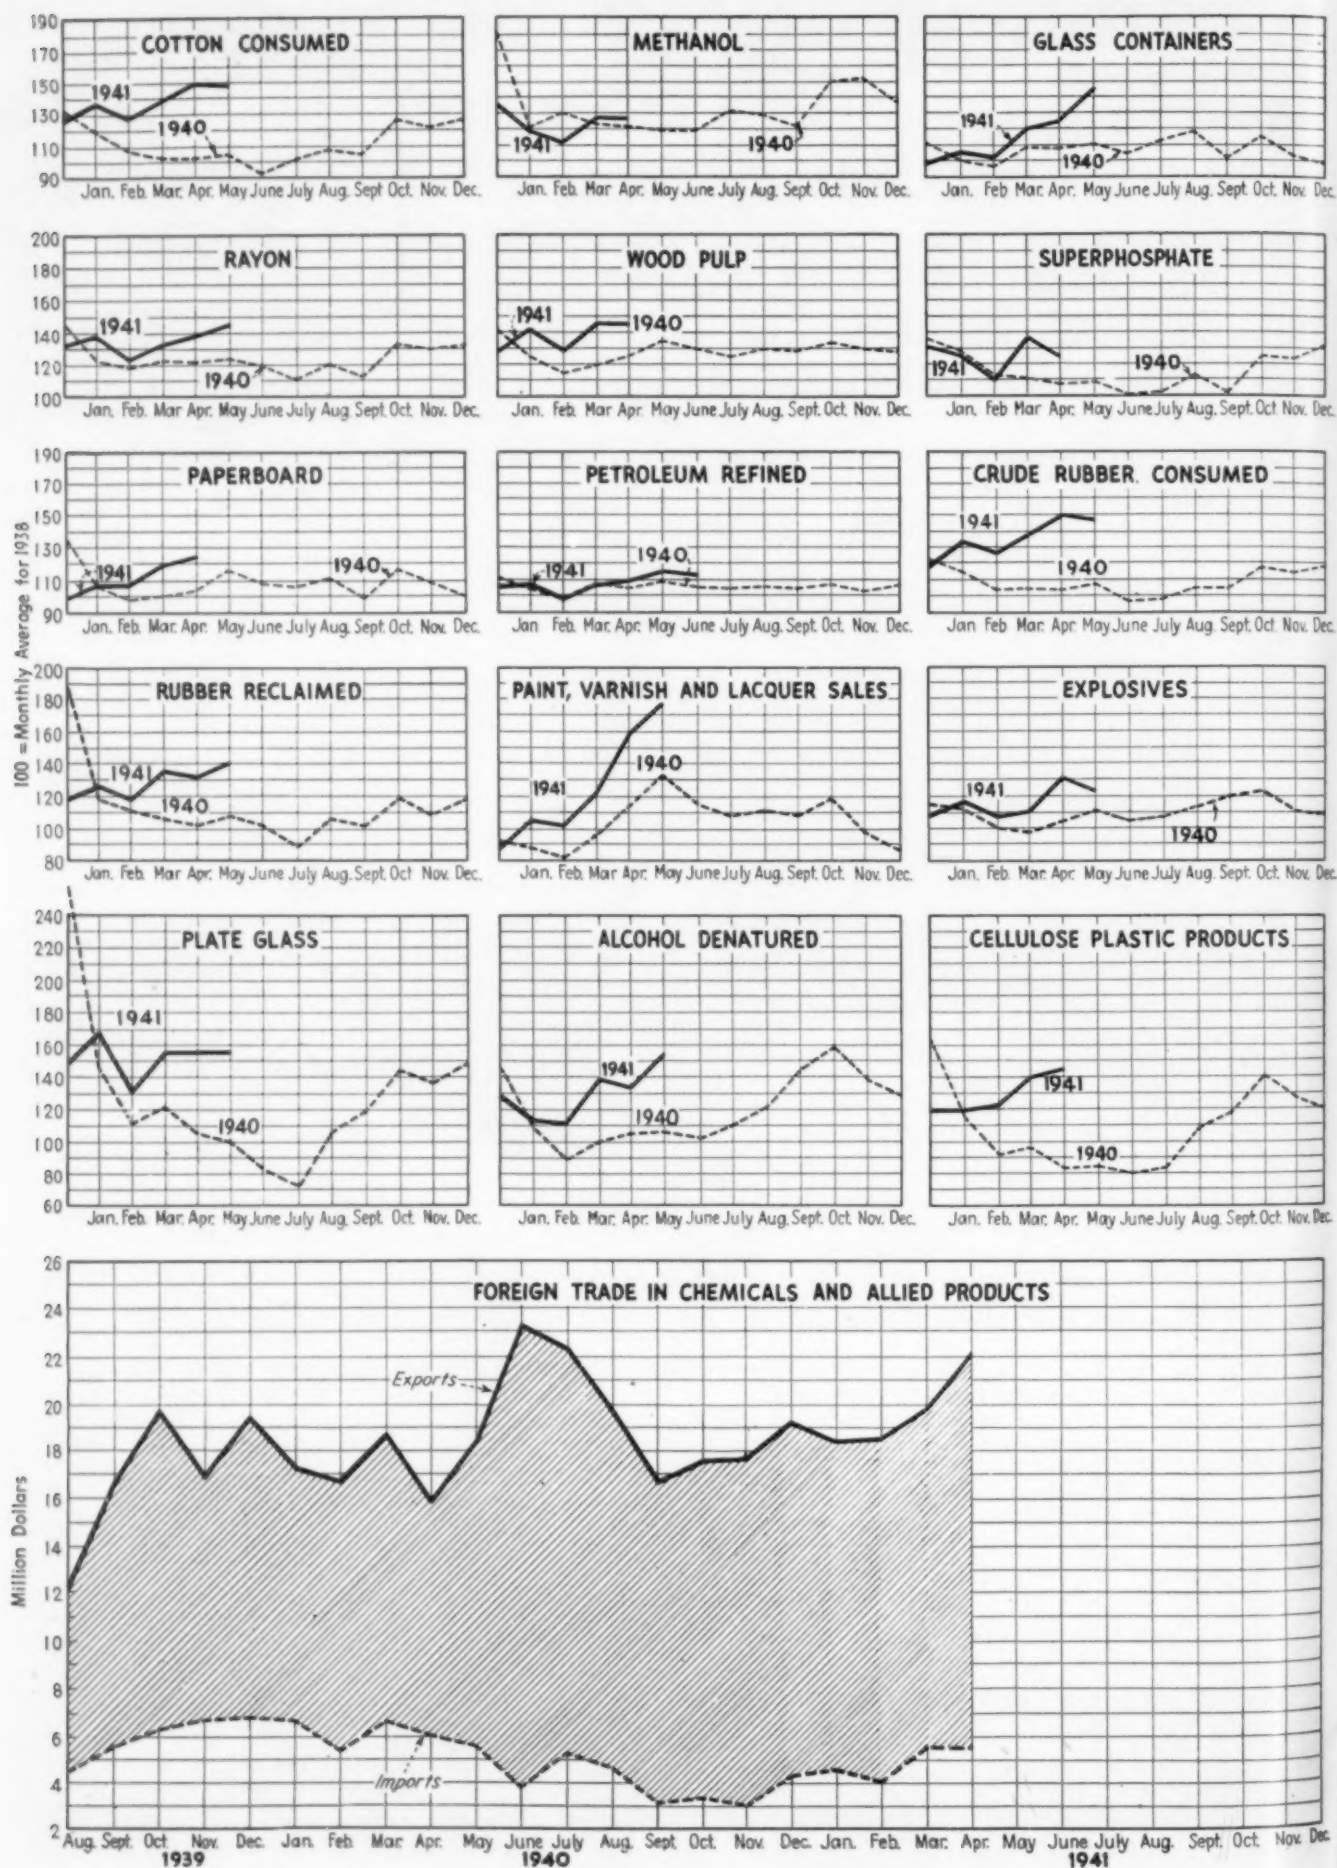 COTTON CONSUMED
190
170
150
130
110
90
1941
1940
Jan. Feb. Mar. Apr. May June July Aug. Sept Oct. Nov. Dec.
METHANOL
1941
1940
Jan. Feb. Mar. Apr. May June July Aug. Sept. Oct. Nov. Dec.
GLASS CONTAINERS
1941
1940
Jan. Feb Mar. Apr. May June July Aug. Sept. Oct. Nov. Dec.
RAYON
200
180
160
140
120
100
1941
1940
Jan. Feb. Mar Apr. May June July Aug. Sept. Oct. Nov. Dec.
WOOD PULP
1941
1940
Jan. Feb. Mar. Apr. May June July Aug. Sept. Oct. Nov. Dec.
SUPERPHOSPHATE
1941
1940
Jan. Feb Mar Apr. May June July Aug. Sept. Oct. Nov. Dec.
100 = Monthly Average for 1938
PAPERBOARD
190
170
150
130
110
90
1941
1940
Jan. Feb. Mar. Apr. May June July Aug. Sept. Oct. Nov. Dec.
PETROLEUM REFINED
1941
1940
Jan Feb. Mar. Apr. May June July Aug. Sept. Oct. Nov. Dec.
CRUDE RUBBER CONSUMED
1941
1940
Jan. Feb. Mar. Apr. May June July Aug. Sept. Oct Nov. Dec.
RUBBER RECLAIMED
200
180
160
140
120
100
80
1941
1940
Jan. Feb. Mar Apr. May June July Aug. Sept. Oct Nov. Dec.
PAINT, VARNISH AND LACQUER SALES
1941
1940
Jan. Feb. Mar Apr. May June July Aug. Sept. Oct. Nov. Dec.
EXPLOSIVES
1941
1940
Jan. Feb. Mar. Apr. May June July Aug. Sept. Oct. Nov. Dec.
PLATE GLASS
240
220
200
180
160
140
120
100
80
60
1941
1940
Jan. Feb. Mar. Apr. May June July Aug. Sept. Oct. Nov. Dec.
ALCOHOL DENATURED
1941
1940
Jan. Feb. Mar. Apr. May June July Aug. Sept. Oct. Nov. Dec.
CELLULOSE PLASTIC PRODUCTS
1941
1940
Jan. Feb. Mar. Apr. May June July Aug. Sept. Oct. Nov. Dec
FOREIGN TRADE IN CHEMICALS AND ALLIED PRODUCTS
Million Dollars
26
24
22
20
18
16
14
12
10
8
6
4
2
Exports
Imports
Aug. Sept. Oct. Nov. Dec. Jan. Feb. Mar. Apr. May June July Aug. Sept Oct. Nov. Dec. Jan. Feb. Mar. Apr. May June July Aug. Sept. Oct. Nov. Dec
1939 1940 1941